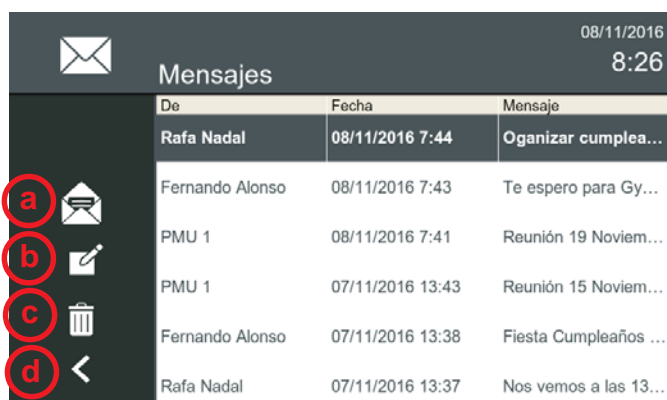 08/11/2016
8:26
Mensajes
De Fecha Mensaje
Rafa Nadal 08/11/2016 7:44 Oganizar cumplea...
Fernando Alonso 08/11/2016 7:43 Te espero para Gy...
PMU 1 08/11/2016 7:41 Reunión 19 Noviem...
PMU 1 07/11/2016 13:43 Reunión 15 Noviem...
Fernando Alonso 07/11/2016 13:38 Fiesta Cumpleaños ...
Rafa Nadal 07/11/2016 13:37 Nos vemos a las 13...
a
b
c
d